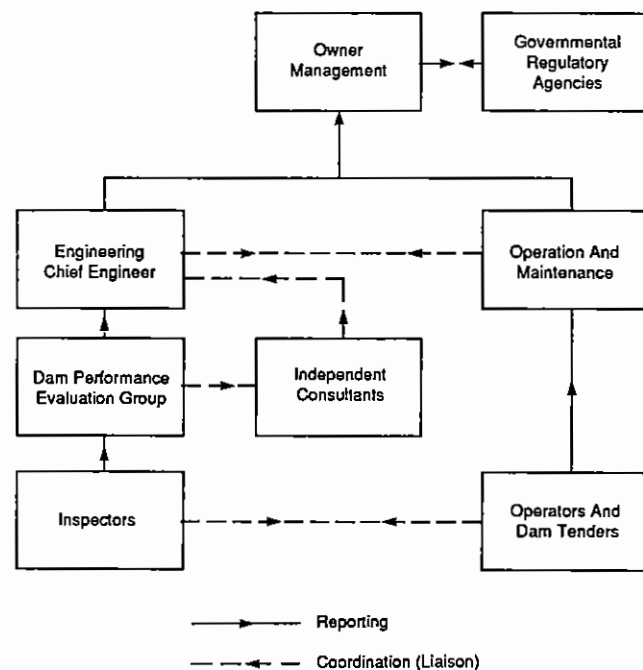 Owner
Management
Governmental
Regulatory
Agencies
Engineering
Chief Engineer
Operation And
Maintenance
Dam Performance
Evaluation Group
Independent
Consultants
Inspectors
Operators And
Dam Tenders
Reporting
Coordination (Liaison)